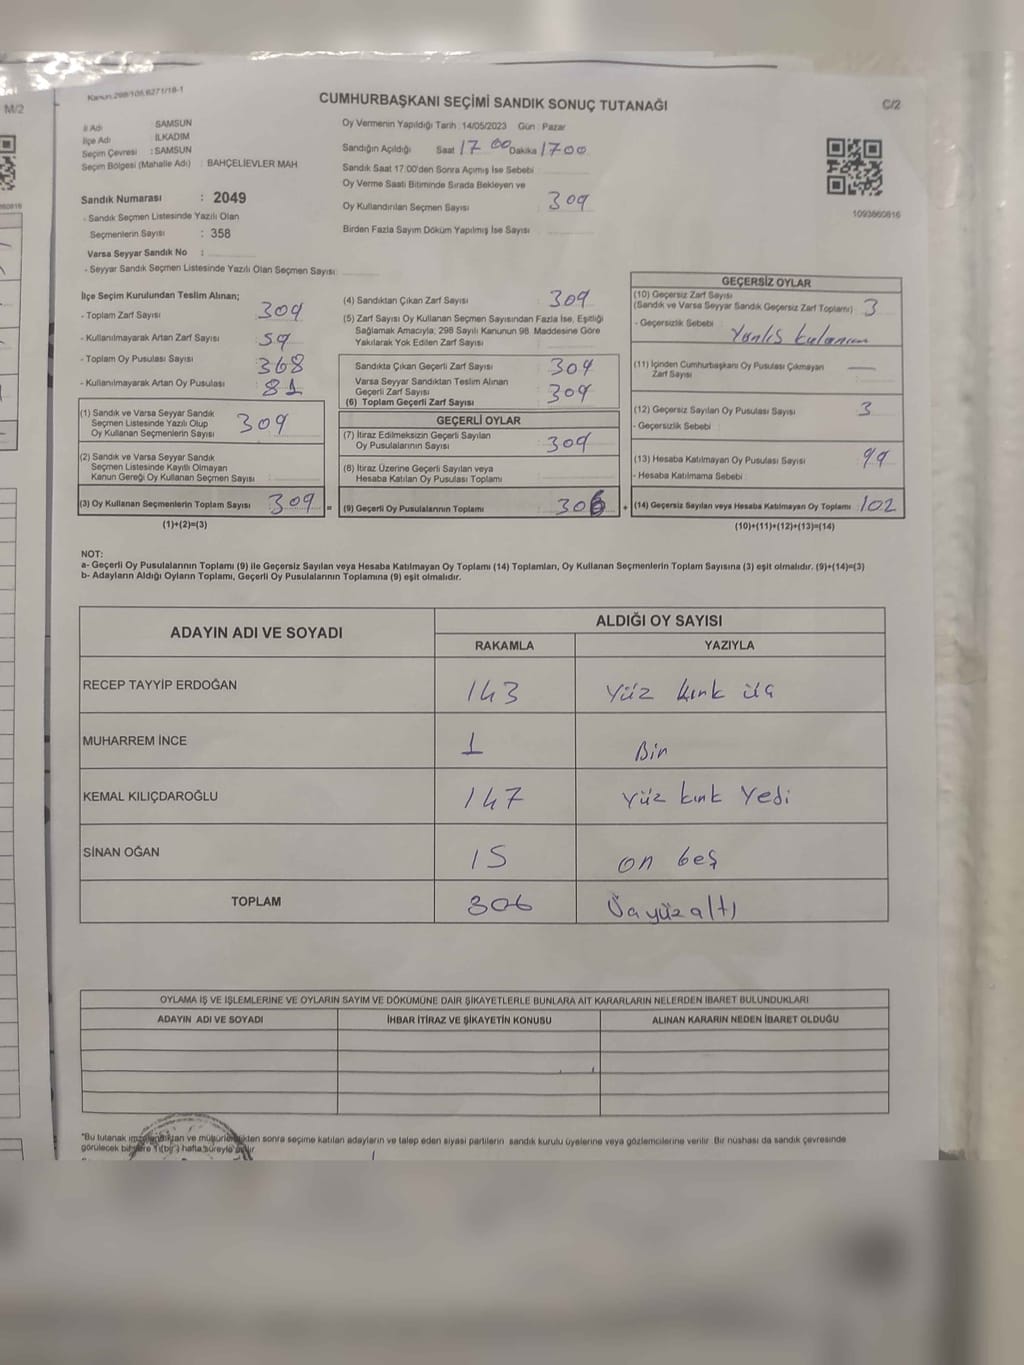 M/2
Kanun:298/105,6271/18-1
CUMHURBAŞKANI SEÇİMİ SANDIK SONUÇ TUTANAĞI
C/2
İl Adı SAMSUN
İlçe Adı İLKADIM
Seçim Çevresi : SAMSUN
Seçim Bölgesi (Mahalle Adı) : BAHÇELİEVLER MAH
Sandık Numarası : 2049
- Sandık Seçmen Listesinde Yazılı Olan
Seçmenlerin Sayısı : 358
Varsa Seyyar Sandık No :
- Seyyar Sandık Seçmen Listesinde Yazılı Olan Seçmen Sayısı:
Oy Vermenin Yapıldığı Tarih :14/05/2023 Gün : Pazar
Sandığın Açıldığı Saat 17 00 Dakika 1700
Sandık Saat 17:00'den Sonra Açımış İse Sebebi
Oy Verme Saati Bitiminde Sırada Bekleyen ve
Oy Kullandırılan Seçmen Sayısı : 309
Birden Fazla Sayım Döküm Yapılmış İse Sayısı
1093860816
İlçe Seçim Kurulundan Teslim Alınan;
- Toplam Zarf Sayısı 309
- Kullanılmayarak Artan Zarf Sayısı : 59
- Toplam Oy Pusulası Sayısı 368
- Kullanılmayarak Artan Oy Pusulası : 81
(1) Sandık ve Varsa Seyyar Sandık
Seçmen Listesinde Yazılı Olup
Oy Kullanan Seçmenlerin Sayısı 309
(2) Sandık ve Varsa Seyyar Sandık
Seçmen Listesinde Kayıtlı Olmayan
Kanun Gereği Oy Kullanan Seçmen Sayısı
(3) Oy Kullanan Seçmenlerin Toplam Sayısı 309 =
(1)+(2)=(3)
(4) Sandıktan Çıkan Zarf Sayısı : 309
(5) Zarf Sayısı Oy Kullanan Seçmen Sayısından Fazla İse, Eşitliği
Sağlamak Amacıyla; 298 Sayılı Kanunun 98. Maddesine Göre
Yakılarak Yok Edilen Zarf Sayısı
Sandıkta Çıkan Geçerli Zarf Sayısı : 309
Varsa Seyyar Sandıktan Teslim Alınan
Geçerli Zarf Sayısı
(6) Toplam Geçerli Zarf Sayısı : 309
GEÇERLİ OYLAR
(7) İtiraz Edilmeksizin Geçerli Sayılan
Oy Pusulalarının Sayısı : 309
(8) İtiraz Üzerine Geçerli Sayılan veya
Hesaba Katılan Oy Pusulası Toplamı
(9) Geçerli Oy Pusulalarının Toplamı : 306 +
GEÇERSİZ OYLAR
(10) Geçersiz Zarf Sayısı
(Sandık ve Varsa Seyyar Sandık Geçersiz Zarf Toplamı) : 3
- Geçersizlik Sebebi : Yanlış kulanım
(11) İçinden Cumhurbaşkanı Oy Pusulası Çıkmayan
Zarf Sayısı
(12) Geçersiz Sayılan Oy Pusulası Sayısı 3
- Geçersizlik Sebebi
(13) Hesaba Katılmayan Oy Pusulası Sayısı : 99
- Hesaba Katılmama Sebebi
(14) Geçersiz Sayılan veya Hesaba Katılmayan Oy Toplamı : 102
(10)+(11)+(12)+(13)=(14)
NOT:
a- Geçerli Oy Pusulalarının Toplamı (9) ile Geçersiz Sayılan veya Hesaba Katılmayan Oy Toplamı (14) Toplamları, Oy Kullanan Seçmenlerin Toplam Sayısına (3) eşit olmalıdır. (9)+(14)=(3)
b- Adayların Aldığı Oyların Toplamı, Geçerli Oy Pusulalarının Toplamına (9) eşit olmalıdır.
ADAYIN ADI VE SOYADI
ALDIĞI OY SAYISI
RAKAMLA YAZIYLA
RECEP TAYYİP ERDOĞAN 143 Yüz kırk üç
MUHARREM İNCE 1 Bir
KEMAL KILIÇDAROĞLU 147 Yüz kırk Yedi
SİNAN OĞAN 15 on beş
TOPLAM 306 Üç yüz altı
OYLAMA İŞ VE İŞLEMLERİNE VE OYLARIN SAYIM VE DÖKÜMÜNE DAİR ŞİKAYETLERLE BUNLARA AİT KARARLARIN NELERDEN İBARET BULUNDUKLARI
ADAYIN ADI VE SOYADI İHBAR İTİRAZ VE ŞİKAYETİN KONUSU ALINAN KARARIN NEDEN İBARET OLDUĞU
*Bu tutanak imzalandıktan ve mühürlendikten sonra seçime katılan adayların ve talep eden siyasi partilerin sandık kurulu üyelerine veya gözlemcilerine verilir. Bir nüshası da sandık çevresinde
görülecek bir yere 1(bir) hafta süreyle asılır